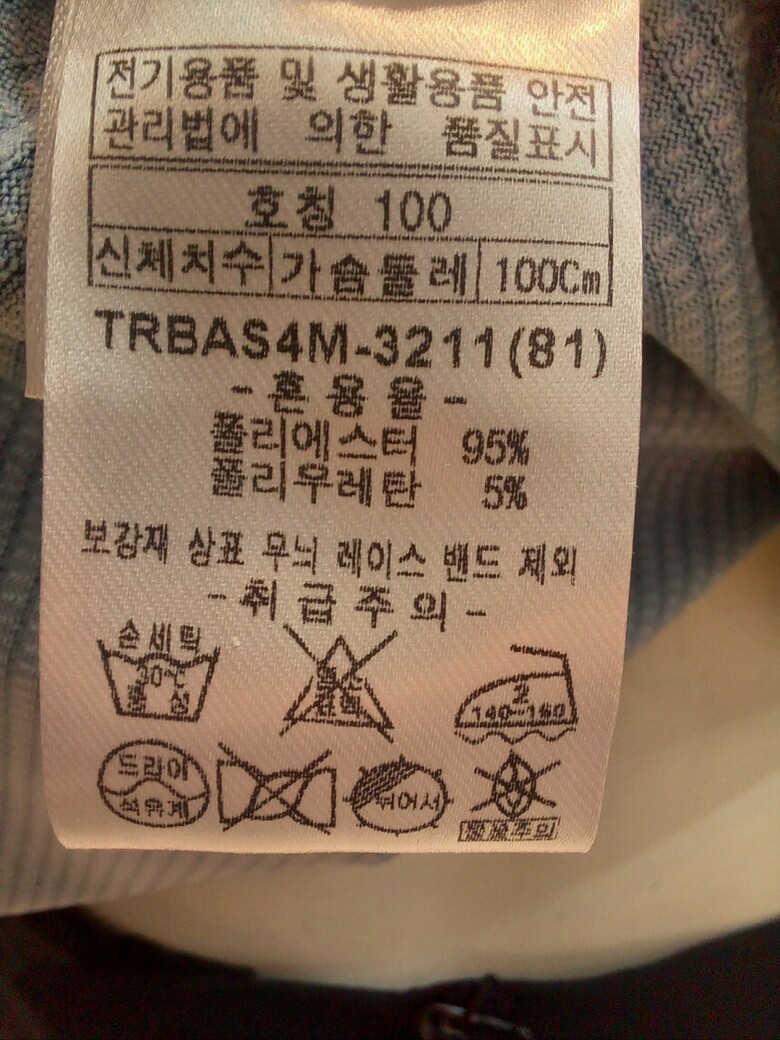 전기용품 및 생활용품 안전
관리법에 의한 품질표시
호칭 100
신체치수 가슴둘레 100Cm
TRBAS4M-3211(81)
-혼용율-
폴리에스터 95%
폴리우레탄 5%
보강재 상표 무늬 레이스 밴드 제외
-취급주의-
손세탁
30℃
중성
2
140~160
드라이
석유계
뉘어서